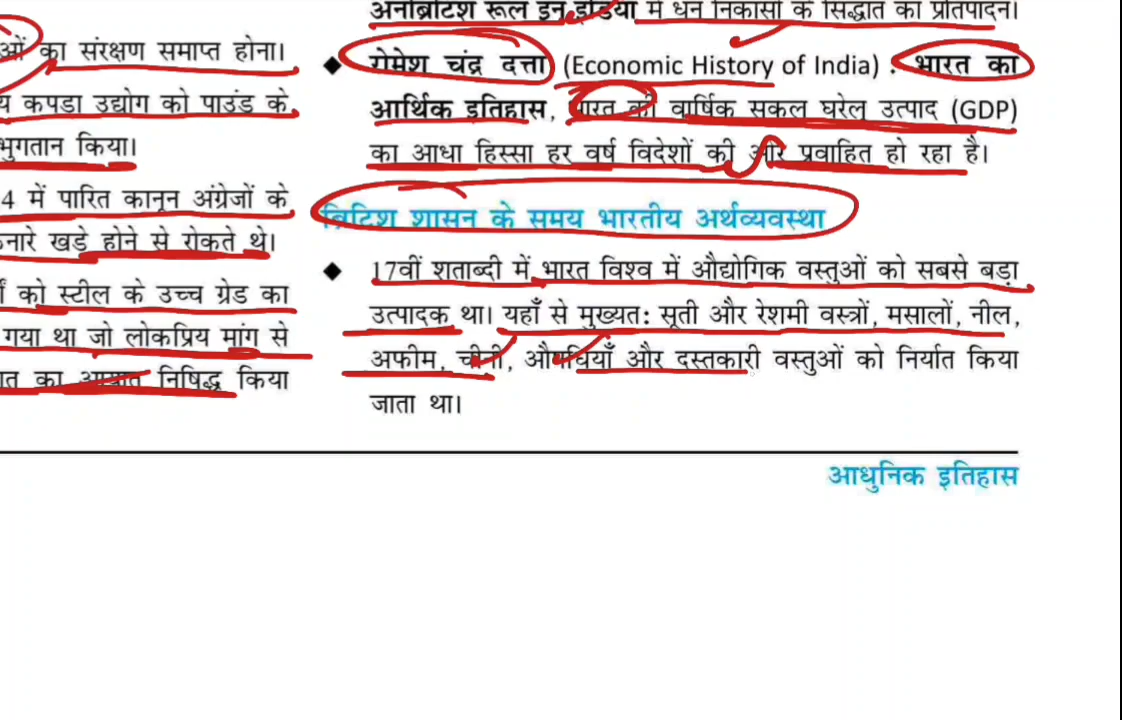 ओं का संरक्षण समाप्त होना।
य कपडा उद्योग को पाउंड के
भुगतान किया।
4 में पारित कानून अंग्रेजों के
नारे खड़े होने से रोकते थे।
को स्टील के उच्च ग्रेड का
गया था जो लोकप्रिय मांग से
त का आयात निषिद्ध किया
अनब्रिटिश रूल इन इंडिया में धन निकासी के सिद्धांत का प्रतिपादन।
◆ रोमेश चंद्र दत्ता (Economic History of India) : भारत का
आर्थिक इतिहास, भारत की वार्षिक सकल घरेलू उत्पाद (GDP)
का आधा हिस्सा हर वर्ष विदेशों की ओर प्रवाहित हो रहा है।
ब्रिटिश शासन के समय भारतीय अर्थव्यवस्था
◆ 17वीं शताब्दी में, भारत विश्व में औद्योगिक वस्तुओं को सबसे बड़ा
उत्पादक था। यहाँ से मुख्यत: सूती और रेशमी वस्त्रों, मसालों, नील,
अफीम, चीनी, औषधियाँ और दस्तकारी वस्तुओं को निर्यात किया
जाता था।
आधुनिक इतिहास